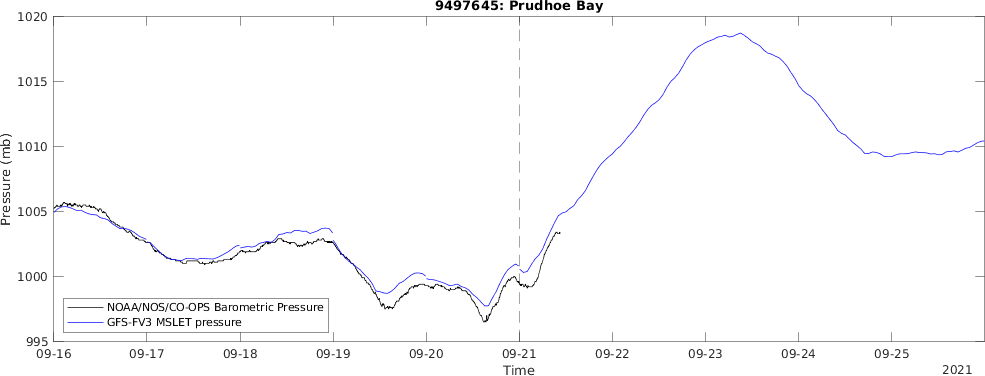 9497645: Prudhoe Bay
1020
1015
1010
1005
1000
995
Pressure (mb)
NOAA/NOS/CO-OPS Barometric Pressure
GFS-FV3 MSLET pressure
09-16 09-17 09-18 09-19 09-20 09-21 09-22 09-23 09-24 09-25
Time
2021